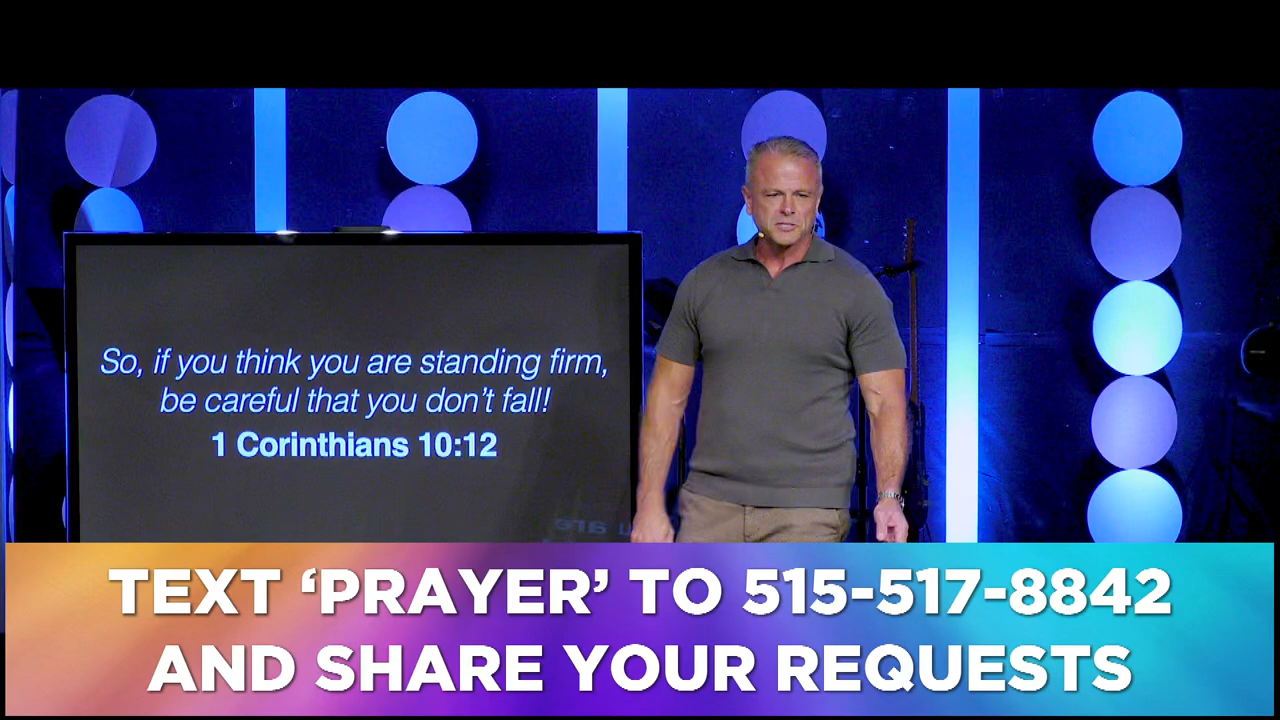 So, if you think you are standing firm,
be careful that you don't fall!
1 Corinthians 10:12
TEXT ‘PRAYER’ TO 515-517-8842
AND SHARE YOUR REQUESTS